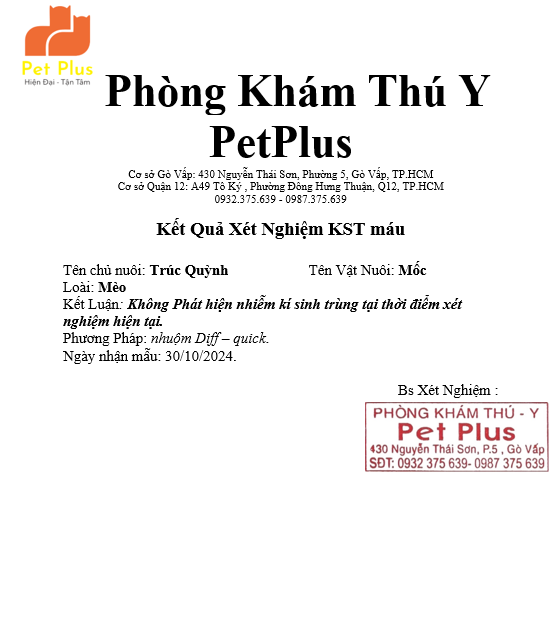 Pet Plus
Hiện Đại - Tận Tâm
Phòng Khám Thú Y
PetPlus
Cơ sở Gò Vấp: 430 Nguyễn Thái Sơn, Phường 5, Gò Vấp, TP.HCM
Cơ sở Quận 12: A49 Tô Ký , Phường Đông Hưng Thuận, Q12, TP.HCM
0932.375.639 - 0987.375.639
Kết Quả Xét Nghiệm KST máu
Tên chủ nuôi: Trúc Quỳnh Tên Vật Nuôi: Mốc
Loài: Mèo
Kết Luận: Không Phát hiện nhiễm kí sinh trùng tại thời điểm xét
nghiệm hiện tại.
Phương Pháp: nhuộm Diff – quick.
Ngày nhận mẫu: 30/10/2024.
Bs Xét Nghiệm :
PHÒNG KHÁM THÚ - Y
Pet Plus
430 Nguyễn Thái Sơn, P.5 , Gò Vấp
SĐT: 0932 375 639- 0987 375 639